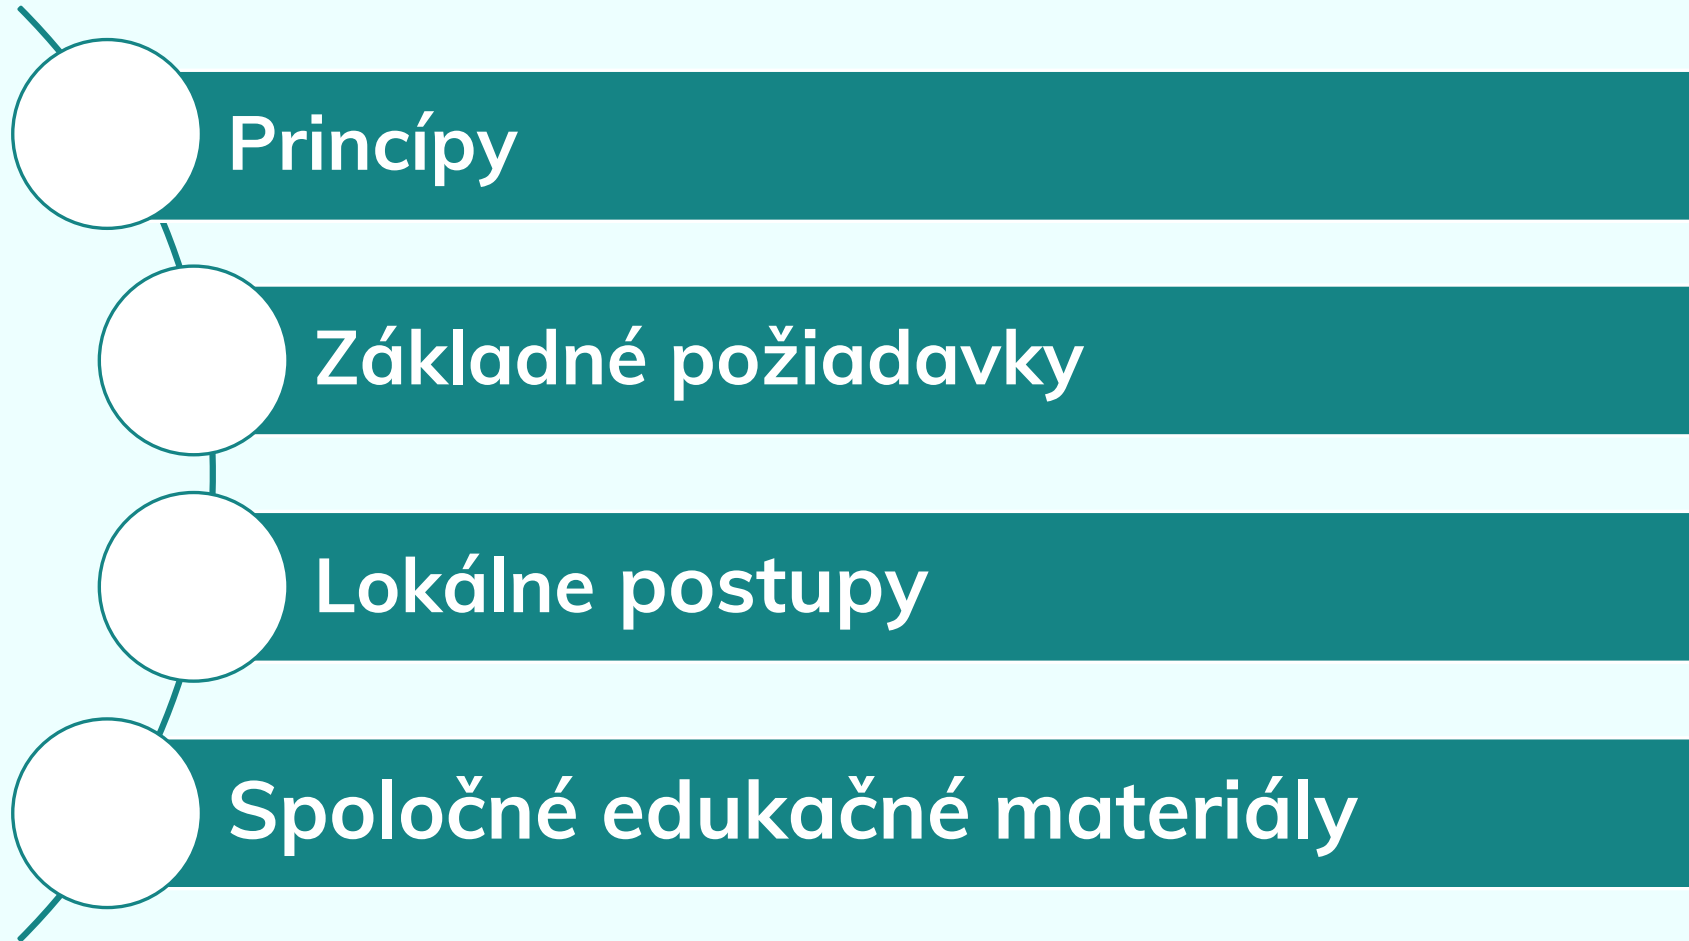 Princípy
Základné požiadavky
Lokálne postupy
Spoločné edukačné materiály